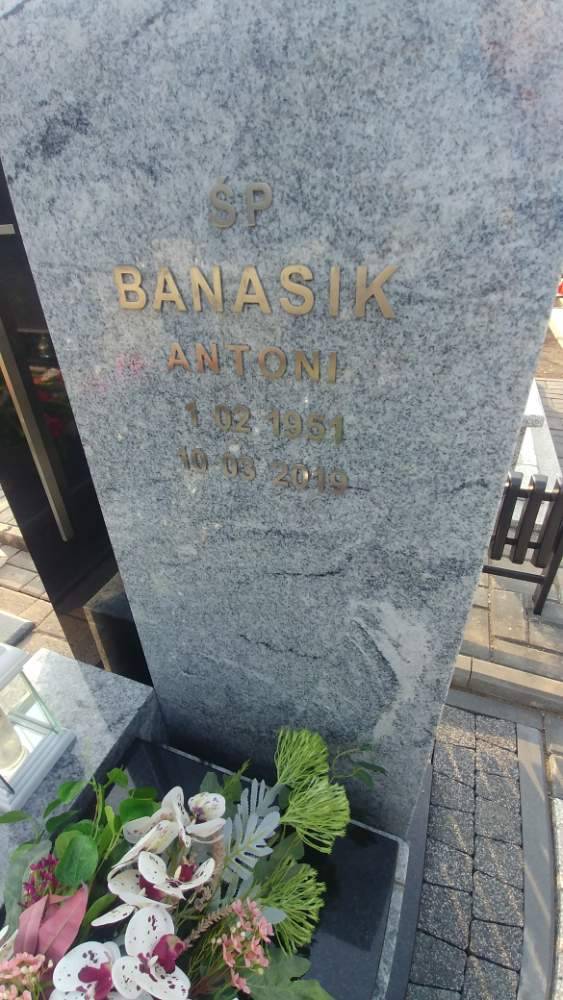 ŚP
BANASIK
ANTONI
1 02 1951
10 03 2019